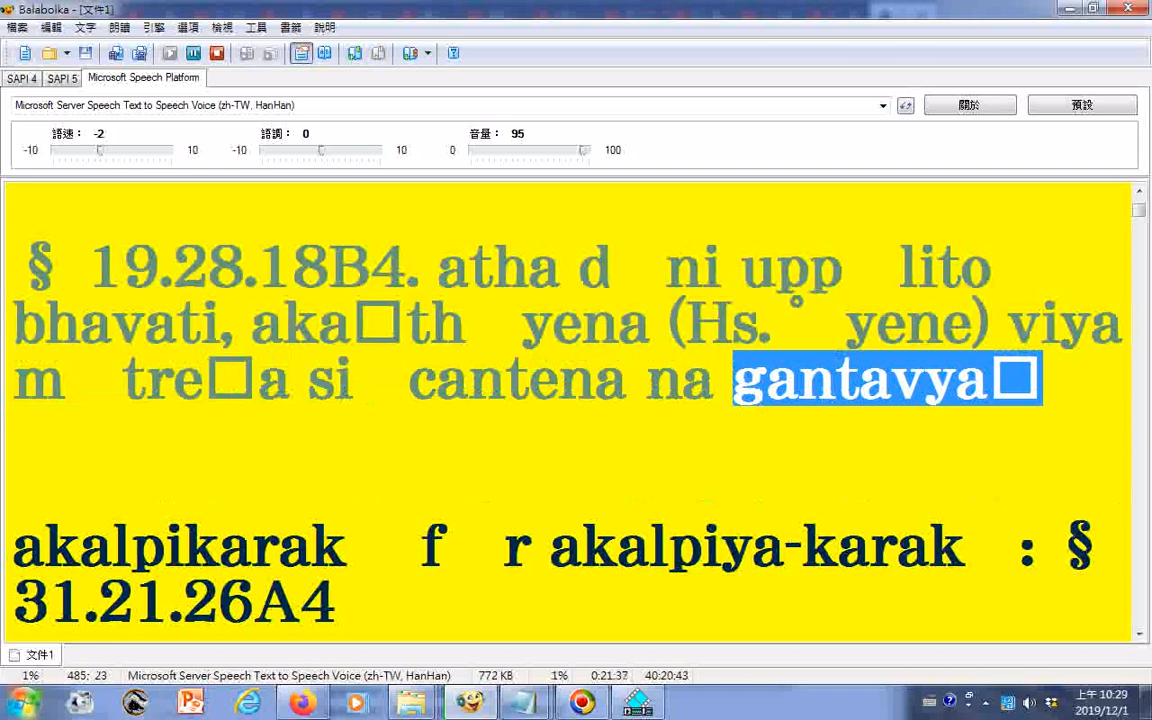 Balabolka - [文件1]
檔案 編輯 文字 朗讀 引擎 選項 檢視 工具 書籤 說明
SAPI 4 SAPI 5 Microsoft Speech Platform
Microsoft Server Speech Text to Speech Voice (zh-TW, HanHan) 關於 預設
語速： -2 語調： 0 音量： 95
-10 10 -10 10 0 100
§ 19.28.18B4. atha d ni upp lito
bhavati, aka□th yena (Hs. ˚ yene) viya
m tre□a si cantena na gantavya□
akalpikarak f r akalpiya-karak : §
31.21.26A4
文件1
1% 485: 23 Microsoft Server Speech Text to Speech Voice (zh-TW, HanHan) 772 KB 1% 0:21:37 40:20:43
上午 10:29
2019/12/1